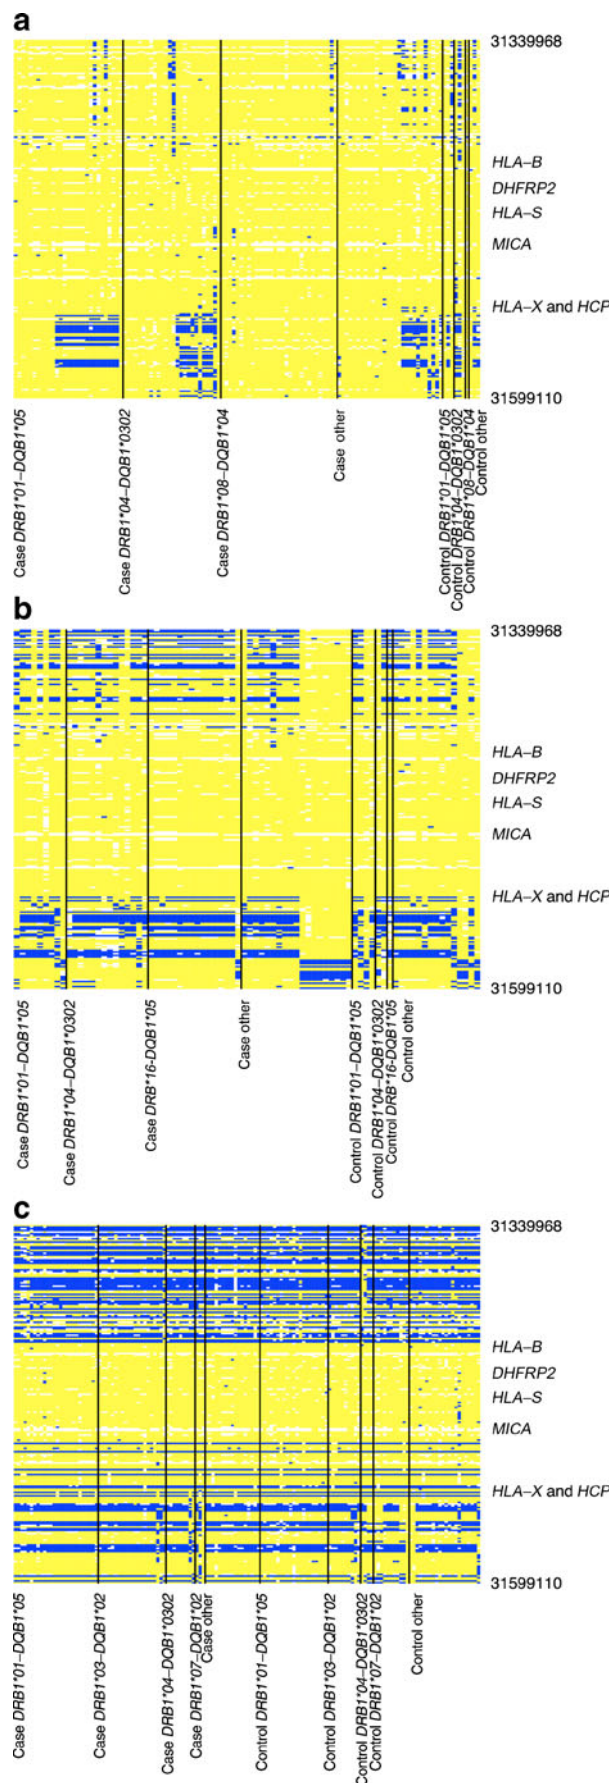 a
31339968
HLA–B
DHFRP2
HLA–S
MICA
HLA–X and HCP
31599110
Case DRB1*01–DQB1*05
Case DRB1*04–DQB1*0302
Case DRB1*08–DQB1*04
Case other
Control DRB1*01–DQB1*05
Control DRB1*04–DQB1*0302
Control DRB1*08–DQB1*04
Control other
b
31339968
HLA–B
DHFRP2
HLA–S
MICA
HLA–X and HCP
31599110
Case DRB1*01–DQB1*05
Case DRB1*04–DQB1*0302
Case DRB*16-DQB1*05
Case other
Control DRB1*01–DQB1*05
Control DRB1*04–DQB1*0302
Control DRB*16-DQB1*05
Control other
c
31339968
HLA–B
DHFRP2
HLA–S
MICA
HLA–X and HCP
31599110
Case DRB1*01–DQB1*05
Case DRB1*03–DQB1*02
Case DRB1*04–DQB1*0302
Case DRB1*07–DQB1*02
Case other
Control DRB1*01–DQB1*05
Control DRB1*03–DQB1*02
Control DRB1*04–DQB1*0302
Control DRB1*07–DQB1*02
Control other